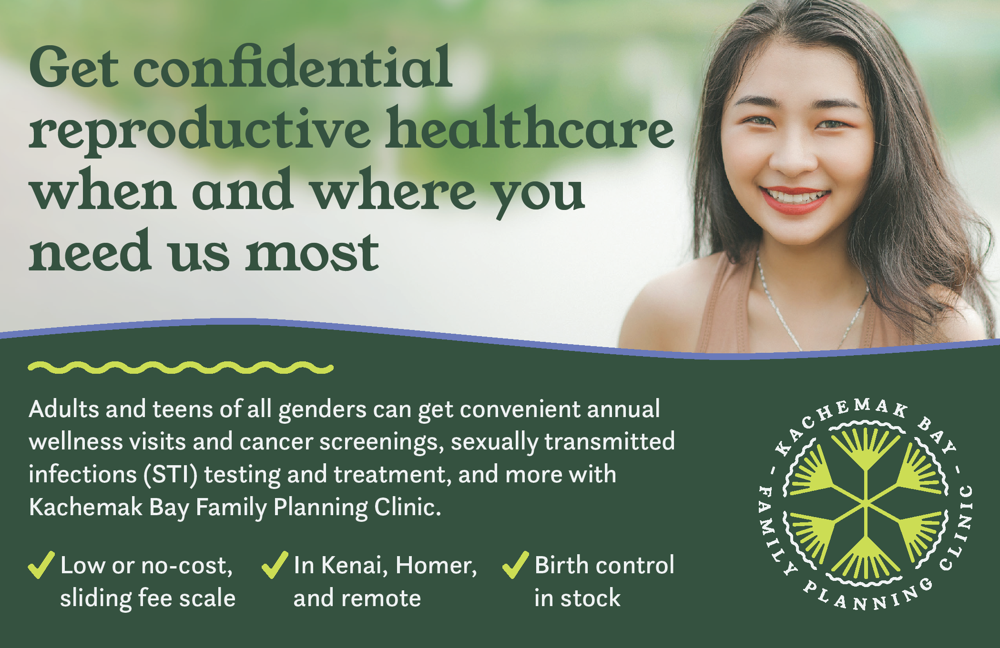 Get confidential
reproductive healthcare
when and where you
need us most
Adults and teens of all genders can get convenient annual
wellness visits and cancer screenings, sexually transmitted
infections (STI) testing and treatment, and more with
Kachemak Bay Family Planning Clinic.
Low or no-cost,
sliding fee scale
In Kenai, Homer,
and remote
Birth control
in stock
– KACHEMAK BAY –
FAMILY PLANNING CLINIC